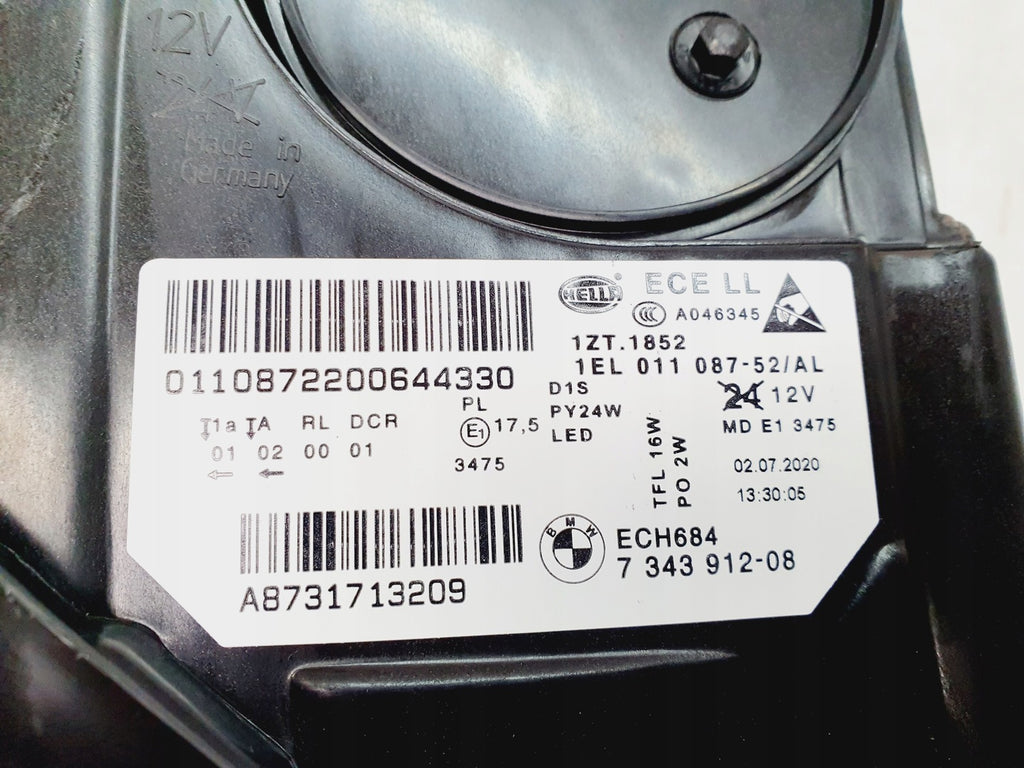 12V
Made in
Germany
HELLA ECE LL
CCC A046345
1ZT.1852
1EL 011 087-52/AL
0110872200644330
D1S
PY24W
LED
24 12V
MD E1 3475
T1a TA RL DCR
01 02 00 01
PL
E1 17,5
3475
TFL 16W
PO 2W
02.07.2020
13:30:05
A8731713209
BMW
ECH684
7 343 912-08